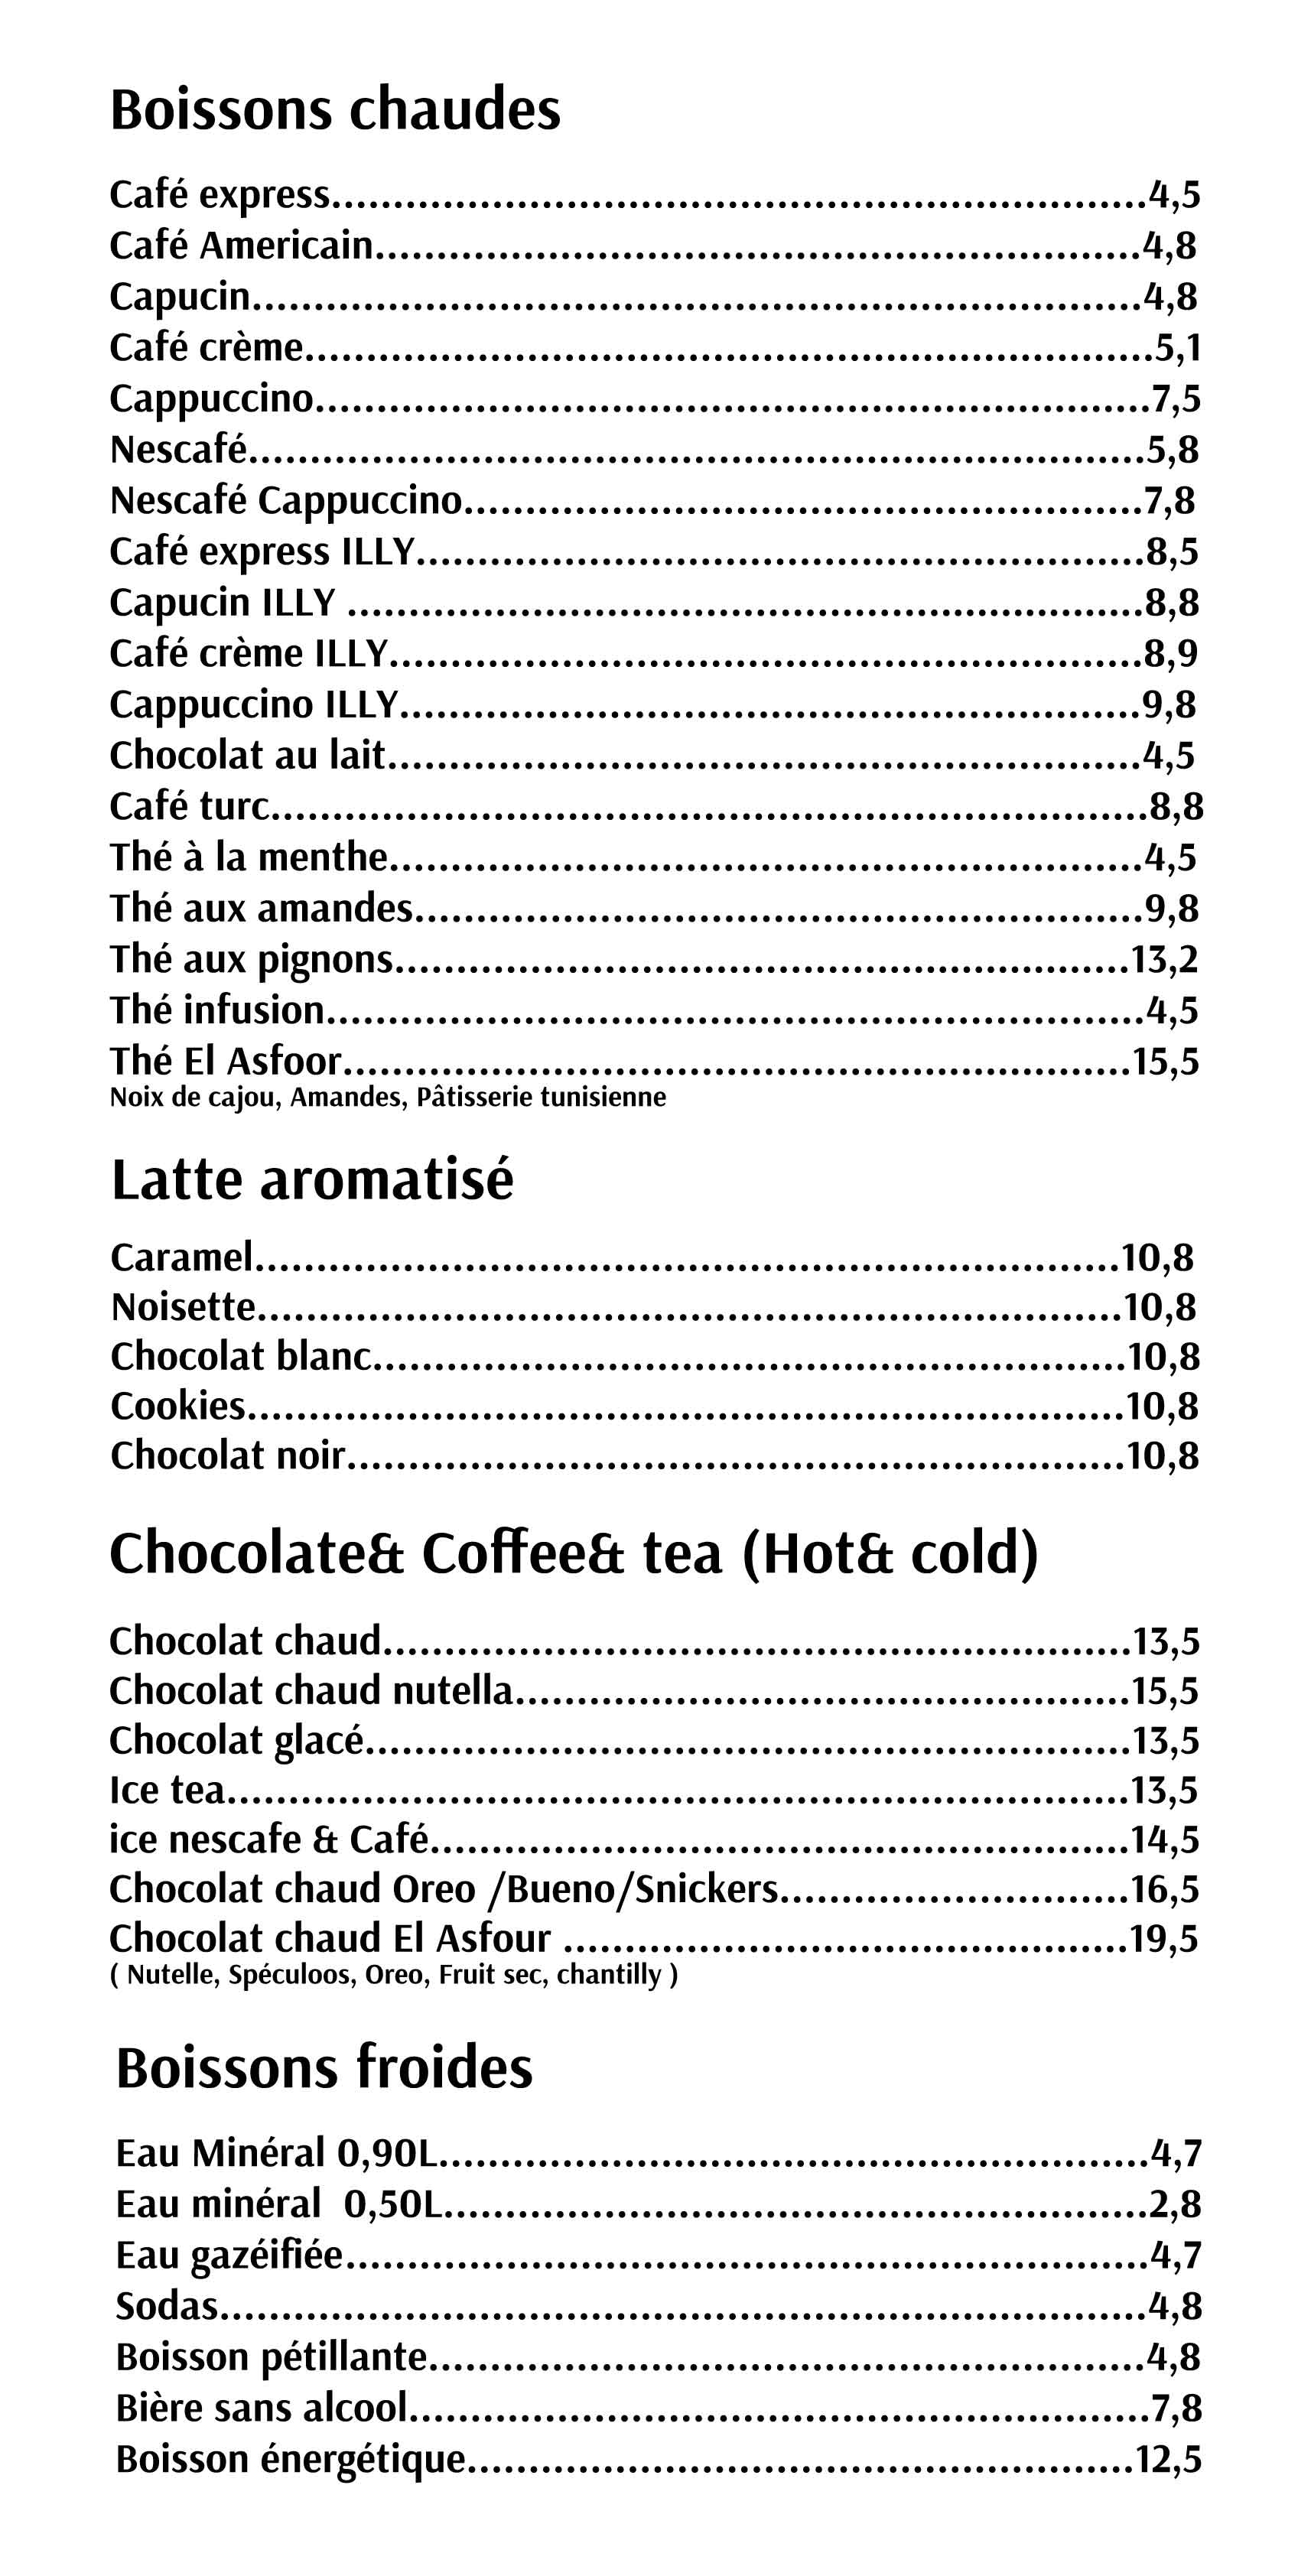 Boissons chaudes
Café express..................................................................4,5
Café Americain..............................................................4,8
Capucin........................................................................4,8
Café crème.....................................................................5,1
Cappuccino....................................................................7,5
Nescafé.........................................................................5,8
Nescafé Cappuccino.......................................................7,8
Café express ILLY...........................................................8,5
Capucin ILLY ................................................................8,8
Café crème ILLY.............................................................8,9
Cappuccino ILLY............................................................9,8
Chocolat au lait.............................................................4,5
Café turc.......................................................................8,8
Thé à la menthe.............................................................4,5
Thé aux amandes...........................................................9,8
Thé aux pignons...........................................................13,2
Thé infusion..................................................................4,5
Thé El Asfoor...............................................................15,5
Noix de cajou, Amandes, Pâtisserie tunisienne
Latte aromatisé
Caramel......................................................................10,8
Noisette......................................................................10,8
Chocolat blanc.............................................................10,8
Cookies.......................................................................10,8
Chocolat noir...............................................................10,8
Chocolate& Coffee& tea (Hot& cold)
Chocolat chaud............................................................13,5
Chocolat chaud nutella..................................................15,5
Chocolat glacé..............................................................13,5
Ice tea.........................................................................13,5
ice nescafe & Café.........................................................14,5
Chocolat chaud Oreo /Bueno/Snickers............................16,5
Chocolat chaud El Asfour ..............................................19,5
( Nutelle, Spéculoos, Oreo, Fruit sec, chantilly )
Boissons froides
Eau Minéral 0,90L..........................................................4,7
Eau minéral  0,50L.........................................................2,8
Eau gazéifiée.................................................................4,7
Sodas...........................................................................4,8
Boisson pétillante..........................................................4,8
Bière sans alcool............................................................7,8
Boisson énergétique......................................................12,5